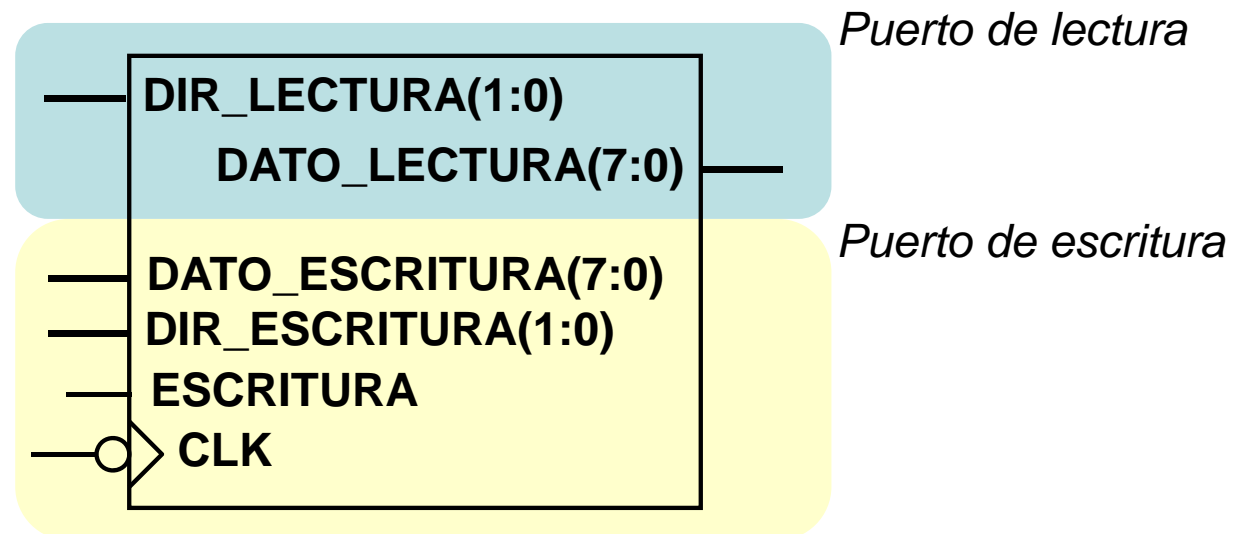 Puerto de lectura
DIR_LECTURA(1:0)
DATO_LECTURA(7:0)
Puerto de escritura
DATO_ESCRITURA(7:0)
DIR_ESCRITURA(1:0)
ESCRITURA
CLK